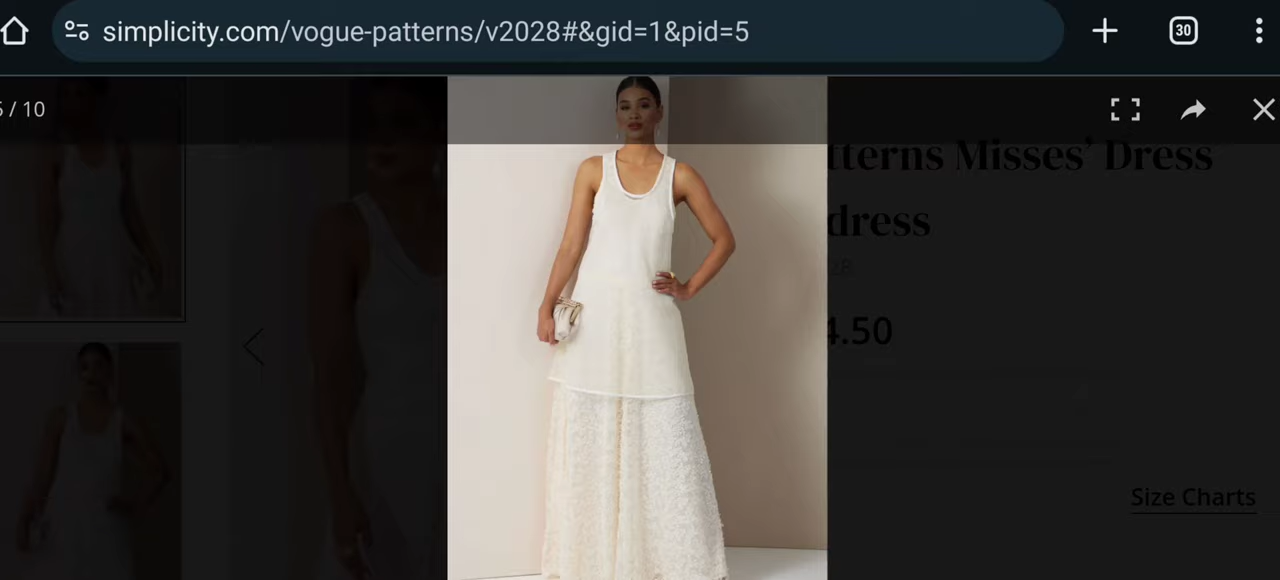 simplicity.com/vogue-patterns/v2028#&gid=1&pid=5
30
/ 10
tterns Misses’ Dress
dress
4.50
Size Charts